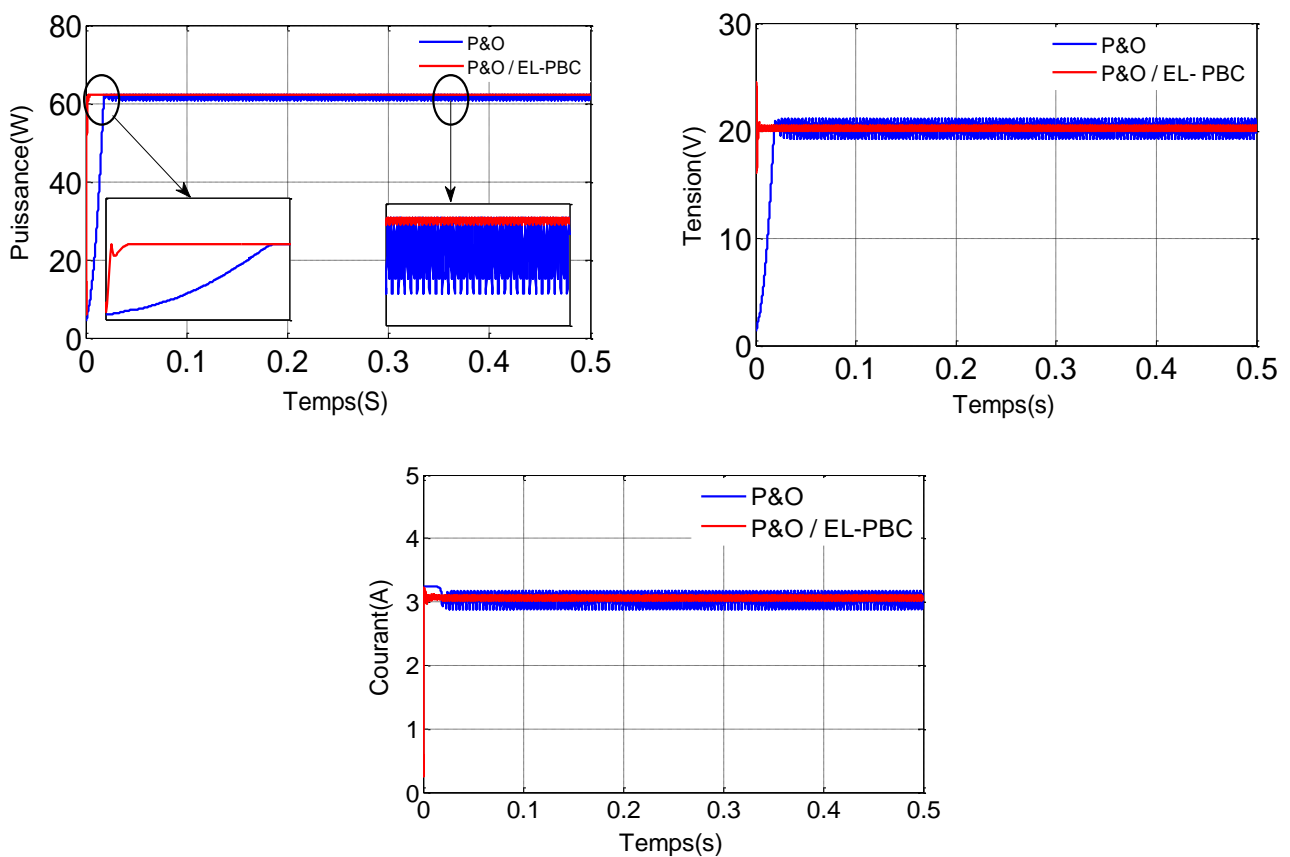 80
60
40
20
0
0
0.1
0.2
0.3
0.4
0.5
Puissance(W)
Temps(S)
P&O
P&O / EL-PBC
30
20
10
0
0
0.1
0.2
0.3
0.4
0.5
Tension(V)
Temps(s)
P&O
P&O / EL- PBC
5
4
3
2
1
0
0
0.1
0.2
0.3
0.4
0.5
Courant(A)
Temps(s)
P&O
P&O / EL-PBC